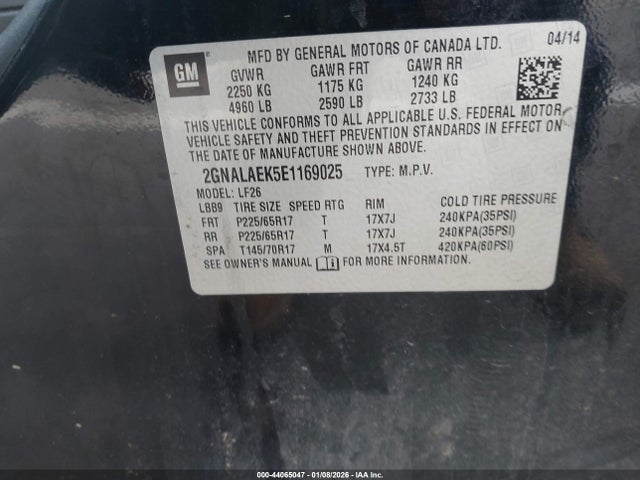 GM
MFD BY GENERAL MOTORS OF CANADA LTD. 04/14
GVWR GAWR FRT GAWR RR
2250 KG 1175 KG 1240 KG
4960 LB 2590 LB 2733 LB
THIS VEHICLE CONFORMS TO ALL APPLICABLE U.S. FEDERAL MOTOR
VEHICLE SAFETY AND THEFT PREVENTION STANDARDS IN EFFECT ON
THE DATE OF MANUFACTURE SHOWN ABOVE.
2GNALAEK5E1169025 TYPE: M.P.V.
MODEL: LF26
LBB9 TIRE SIZE SPEED RTG RIM COLD TIRE PRESSURE
FRT P225/65R17 T 17X7J 240KPA(35PSI)
RR P225/65R17 T 17X7J 240KPA(35PSI)
SPA T145/70R17 M 17X4.5T 420KPA(60PSI)
SEE OWNER'S MANUAL FOR MORE INFORMATION.
000-44065047 | 01/08/2026 - IAA Inc.